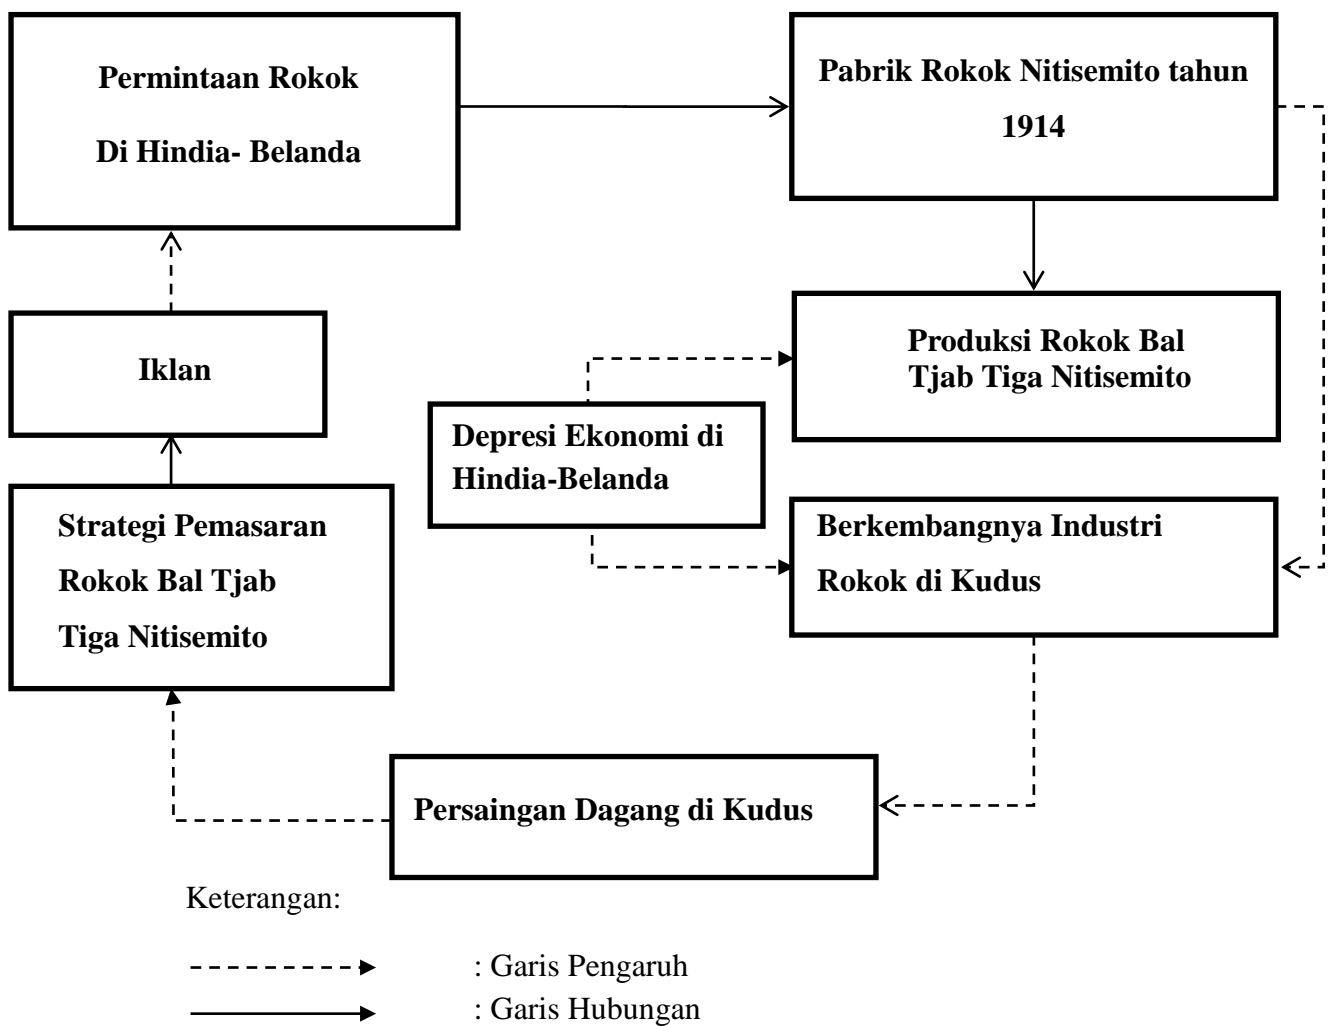 Permintaan Rokok
Di Hindia- Belanda
Pabrik Rokok Nitisemito tahun
1914
Iklan
Produksi Rokok Bal
Tjab Tiga Nitisemito
Depresi Ekonomi di
Hindia-Belanda
Strategi Pemasaran
Rokok Bal Tjab
Tiga Nitisemito
Berkembangnya Industri
Rokok di Kudus
Persaingan Dagang di Kudus
Keterangan:
: Garis Pengaruh
: Garis Hubungan